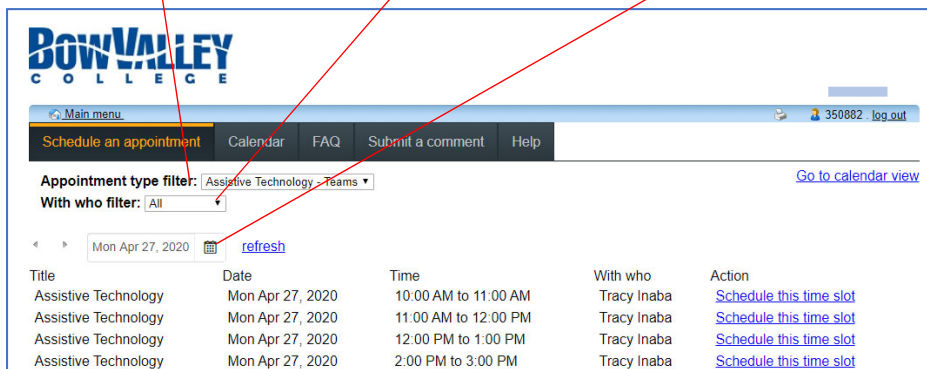 BOW VALLEY
COLLEGE
Main menu 350882 . log out
Schedule an appointment Calendar FAQ Submit a comment Help
Appointment type filter: Assistive Technology - Teams Go to calendar view
With who filter: All
Mon Apr 27, 2020 refresh
Title Date Time With who Action
Assistive Technology Mon Apr 27, 2020 10:00 AM to 11:00 AM Tracy Inaba Schedule this time slot
Assistive Technology Mon Apr 27, 2020 11:00 AM to 12:00 PM Tracy Inaba Schedule this time slot
Assistive Technology Mon Apr 27, 2020 12:00 PM to 1:00 PM Tracy Inaba Schedule this time slot
Assistive Technology Mon Apr 27, 2020 2:00 PM to 3:00 PM Tracy Inaba Schedule this time slot